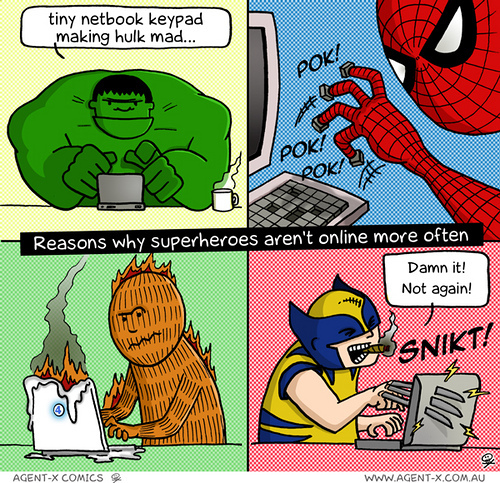 tiny netbook keypad
making hulk mad...
POK!
POK!
POK!
Reasons why superheroes aren't online more often
4
Damn it!
Not again!
SNIKT!
AGENT-X COMICS
WWW.AGENT-X.COM.AU